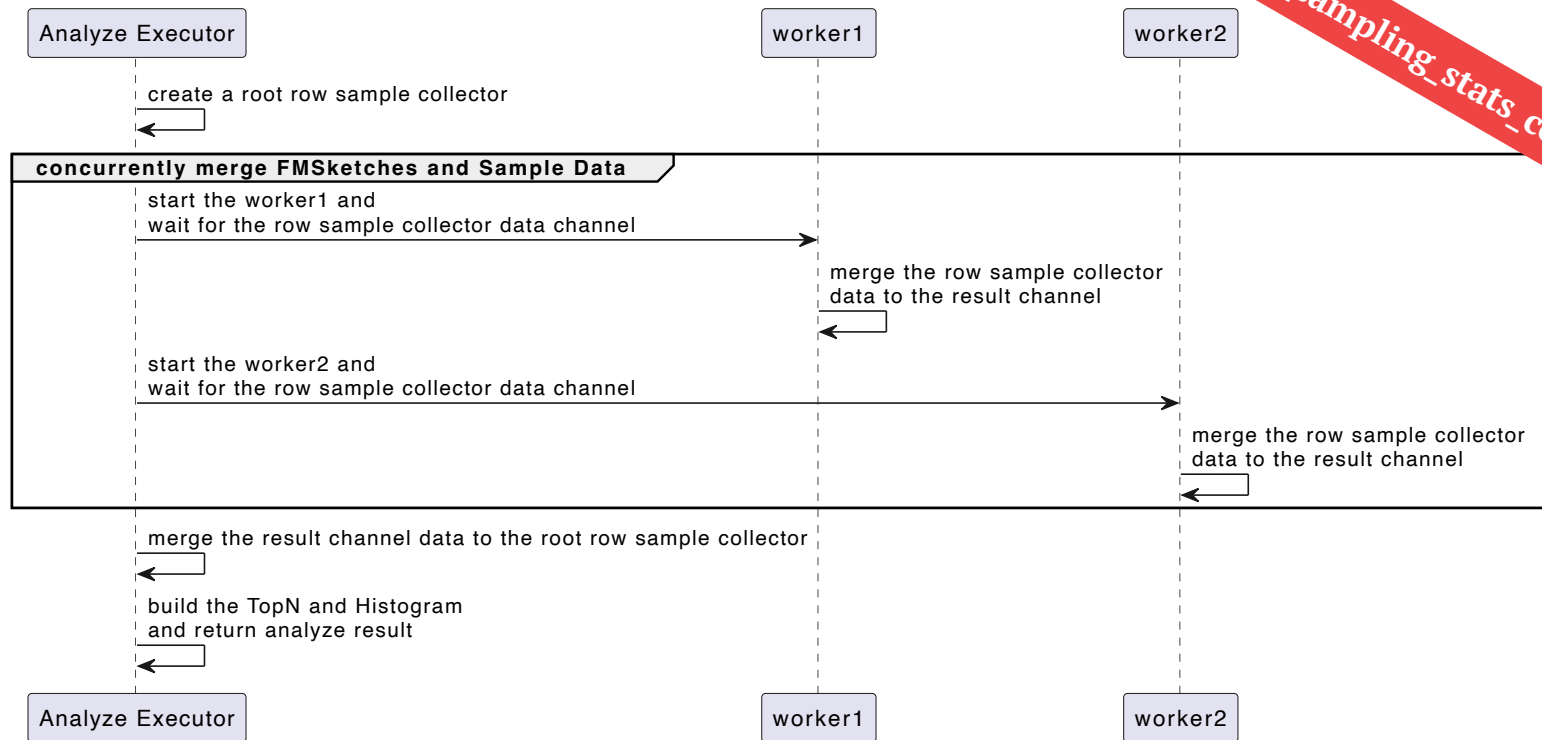 Analyze Executor
worker1
worker2
create a root row sample collector
concurrently merge FMSketches and Sample Data
start the worker1 and
wait for the row sample collector data channel
merge the row sample collector
data to the result channel
start the worker2 and
wait for the row sample collector data channel
merge the row sample collector
data to the result channel
merge the result channel data to the root row sample collector
build the TopN and Histogram
and return analyze result
Analyze Executor
worker1
worker2